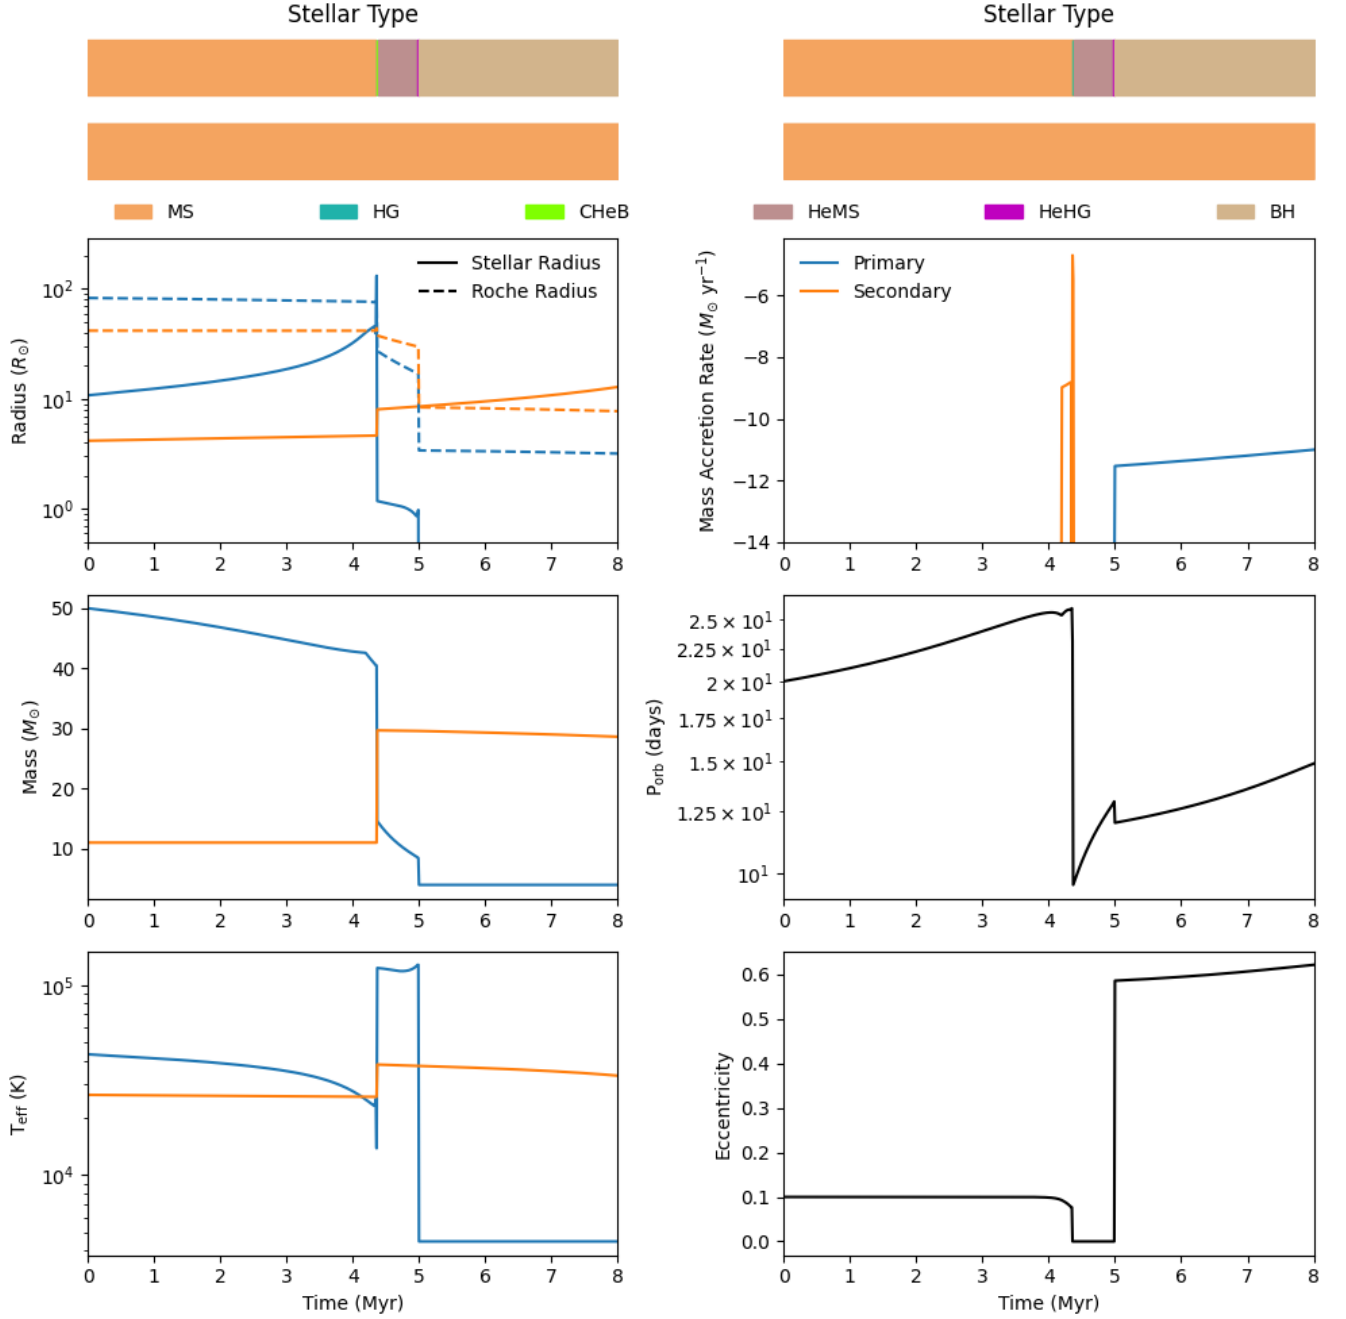 Stellar Type
Stellar Type
MS
HG
CHeB
HeMS
HeHG
BH
Radius (R⊙)
10²
10¹
10⁰
Stellar Radius
Roche Radius
0 1 2 3 4 5 6 7 8
Mass Accretion Rate (M⊙ yr⁻¹)
−6
−8
−10
−12
−14
Primary
Secondary
0 1 2 3 4 5 6 7 8
Mass (M⊙)
50
40
30
20
10
0 1 2 3 4 5 6 7 8
P_orb (days)
2.5 × 10¹
2.25 × 10¹
2 × 10¹
1.75 × 10¹
1.5 × 10¹
1.25 × 10¹
10¹
0 1 2 3 4 5 6 7 8
T_eff (K)
10⁵
10⁴
0 1 2 3 4 5 6 7 8
Time (Myr)
Eccentricity
0.6
0.5
0.4
0.3
0.2
0.1
0.0
0 1 2 3 4 5 6 7 8
Time (Myr)